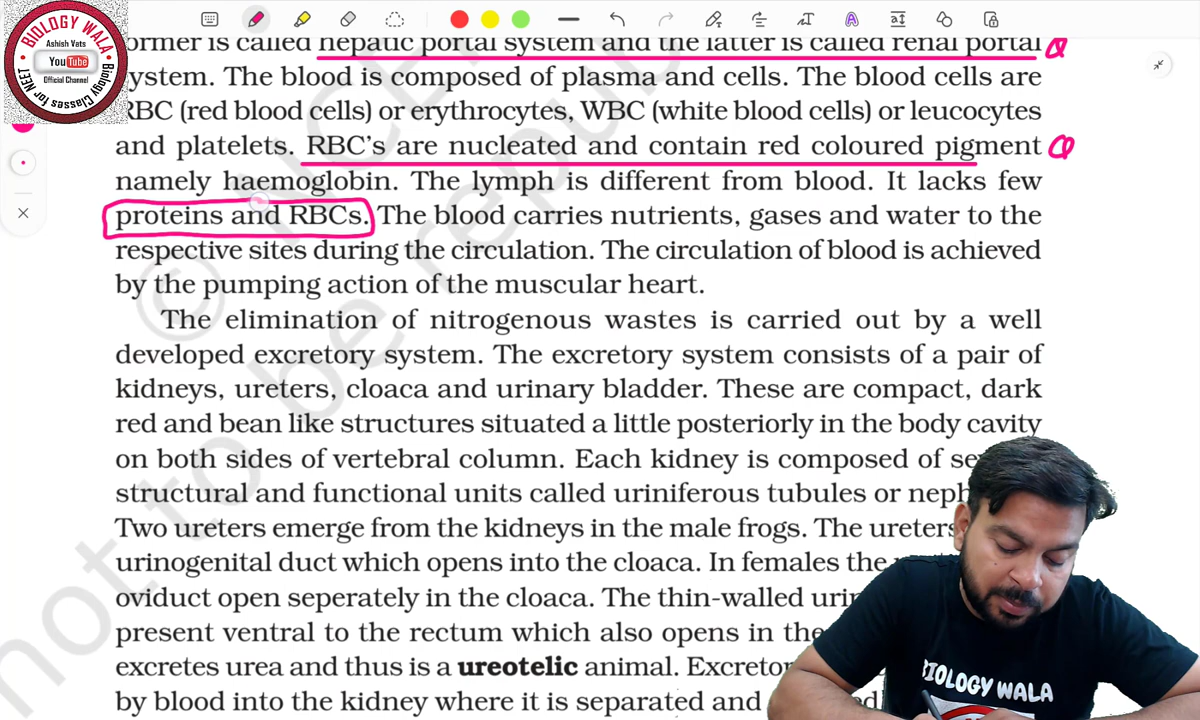 BIOLOGY WALA
Ashish Vats
YouTube
Official Channel
Biology Classes for NEET
former is called hepatic portal system and the latter is called renal portal
system. The blood is composed of plasma and cells. The blood cells are
RBC (red blood cells) or erythrocytes, WBC (white blood cells) or leucocytes
and platelets. RBC's are nucleated and contain red coloured pigment
namely haemoglobin. The lymph is different from blood. It lacks few
proteins and RBCs. The blood carries nutrients, gases and water to the
respective sites during the circulation. The circulation of blood is achieved
by the pumping action of the muscular heart.
The elimination of nitrogenous wastes is carried out by a well
developed excretory system. The excretory system consists of a pair of
kidneys, ureters, cloaca and urinary bladder. These are compact, dark
red and bean like structures situated a little posteriorly in the body cavity
on both sides of vertebral column. Each kidney is composed of se
structural and functional units called uriniferous tubules or neph
Two ureters emerge from the kidneys in the male frogs. The ureters
urinogenital duct which opens into the cloaca. In females the
oviduct open seperately in the cloaca. The thin-walled urin
present ventral to the rectum which also opens in the
excretes urea and thus is a ureotelic animal. Excretor
by blood into the kidney where it is separated and
© NCE
not to be republ
BIOLOGY WALA